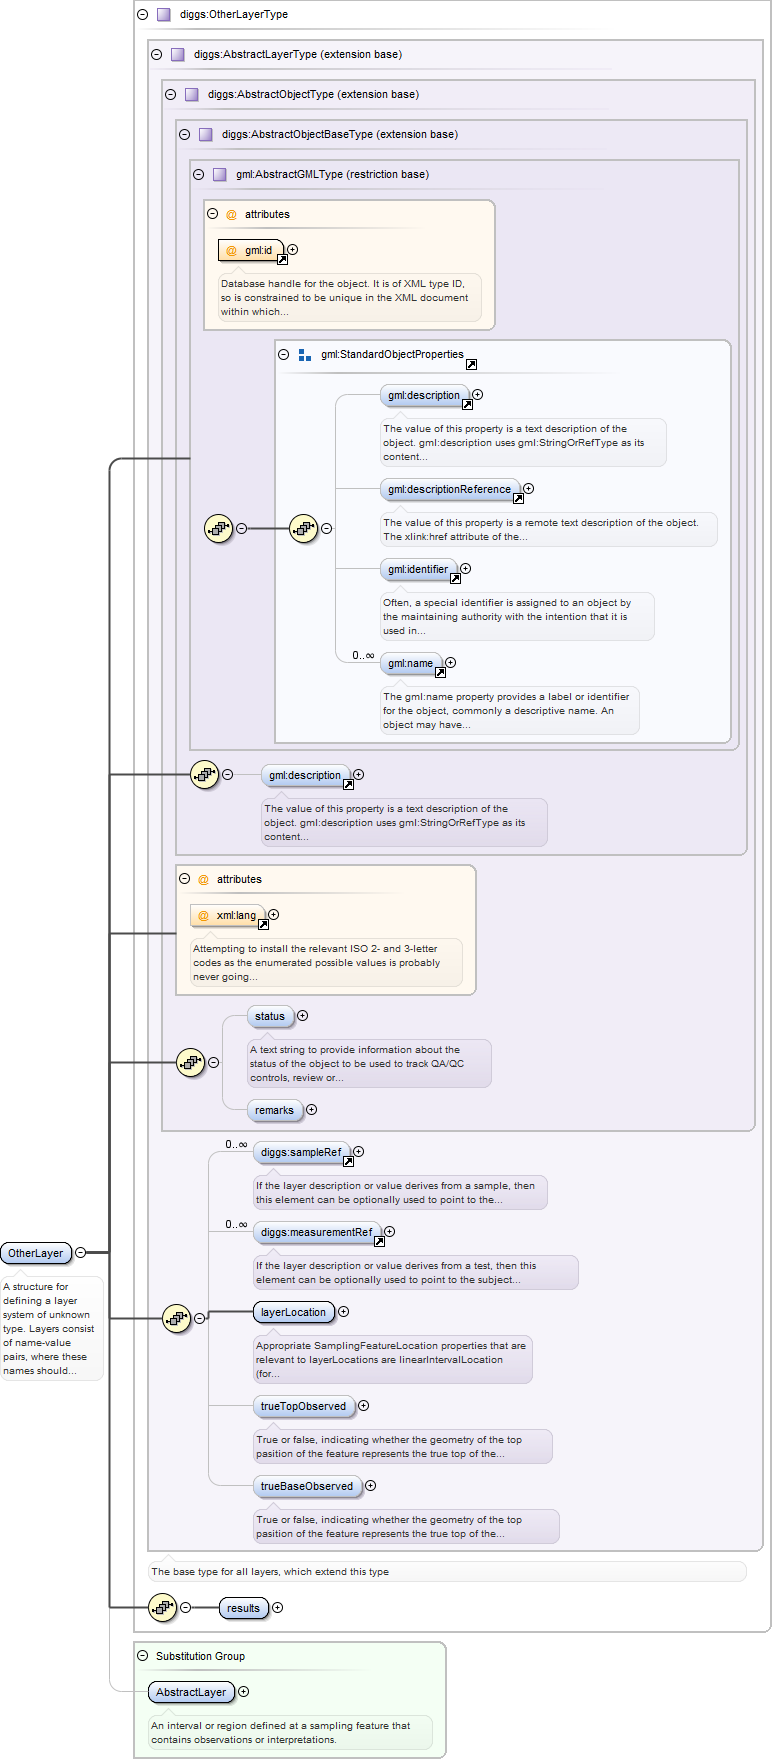 diggs:OtherLayerType
diggs:AbstractLayerType (extension base)
diggs:AbstractObjectType (extension base)
diggs:AbstractObjectBaseType (extension base)
gml:AbstractGMLType (restriction base)
@ attributes
@ gml:id
Database handle for the object. It is of XML type ID,
so is constrained to be unique in the XML document
within which...
gml:StandardObjectProperties
gml:description
The value of this property is a text description of the
object. gml:description uses gml:StringOrRefType as its
content...
gml:descriptionReference
The value of this property is a remote text description of the object.
The xlink:href attribute of the...
gml:identifier
Often, a special identifier is assigned to an object by
the maintaining authority with the intention that it is
used in...
0..∞
gml:name
The gml:name property provides a label or identifier
for the object, commonly a descriptive name. An
object may have...
gml:description
The value of this property is a text description of the
object. gml:description uses gml:StringOrRefType as its
content...
@ attributes
@ xml:lang
Attempting to install the relevant ISO 2- and 3-letter
codes as the enumerated possible values is probably
never going...
status
A text string to provide information about the
status of the object to be used to track QA/QC
controls, review or...
remarks
0..∞
diggs:sampleRef
If the layer description or value derives from a sample, then
this element can be optionally used to point to the...
0..∞
diggs:measurementRef
If the layer description or value derives from a test, then this
element can be optionally used to point to the subject...
OtherLayer
A structure for
defining a layer
system of unknown
type. Layers consist
of name-value
pairs, where these
names should...
layerLocation
Appropriate SamplingFeatureLocation properties that are
relevant to layerLocations are linearIntervalLocation
(for...
trueTopObserved
True or false, indicating whether the geometry of the top
pasition of the feature represents the true top of the...
trueBaseObserved
True or false, indicating whether the geometry of the top
pasition of the feature represents the true top of the...
The base type for all layers, which extend this type
results
Substitution Group
AbstractLayer
An interval or region defined at a sampling feature that
contains observations or interpretations.